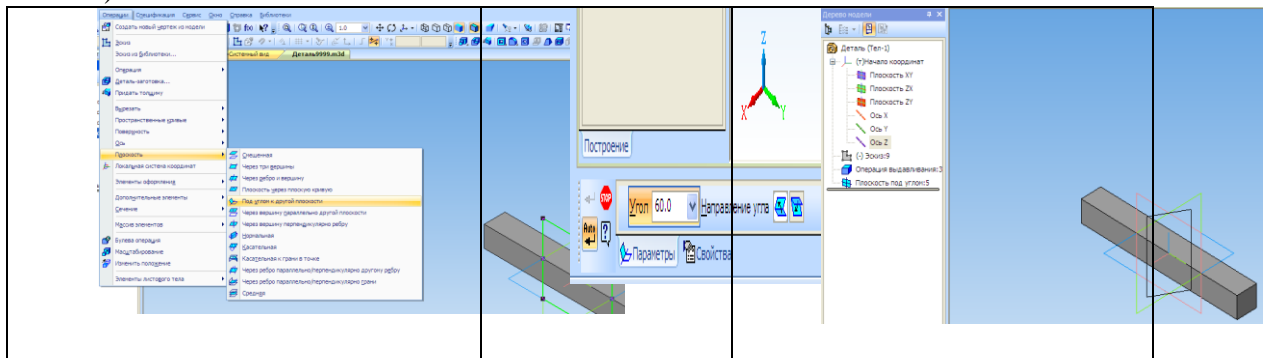 )
Операции Спецификация Сервис Окно Справка Библиотеки
Создать новый чертеж из модели
1.0
Эскиз
Эскиз из библиотеки...
Системный вид
Деталь9999.m3d
Операция
Деталь-заготовка...
Придать толщину
Вырезать
Пространственные кривые
Поверхность
Ось
Плоскость
Локальная система координат
Элементы оформления
Дополнительные элементы
Сечение
Массив элементов
Булева операция
Масштабирование
Изменить положение
Элементы листового тела
Смещенная
Через три вершины
Через ребро и вершину
Плоскость через плоскую кривую
Под углом к другой плоскости
Через вершину параллельно другой плоскости
Через вершину перпендикулярно ребру
Нормальная
Касательная
Касательная к грани в точке
Через ребро параллельно/перпендикулярно другому ребру
Через ребро параллельно/перпендикулярно грани
Средняя
Z
X
Y
Построение
STOP
Угол 60.0 Направление угла
Auto
?
Параметры Свойства
Дерево модели
Деталь (Тел-1)
(т)Начало координат
Плоскость XY
Плоскость ZX
Плоскость ZY
Ось X
Ось Y
Ось Z
(-) Эскиз:9
Операция выдавливания:3
Плоскость под углом:5